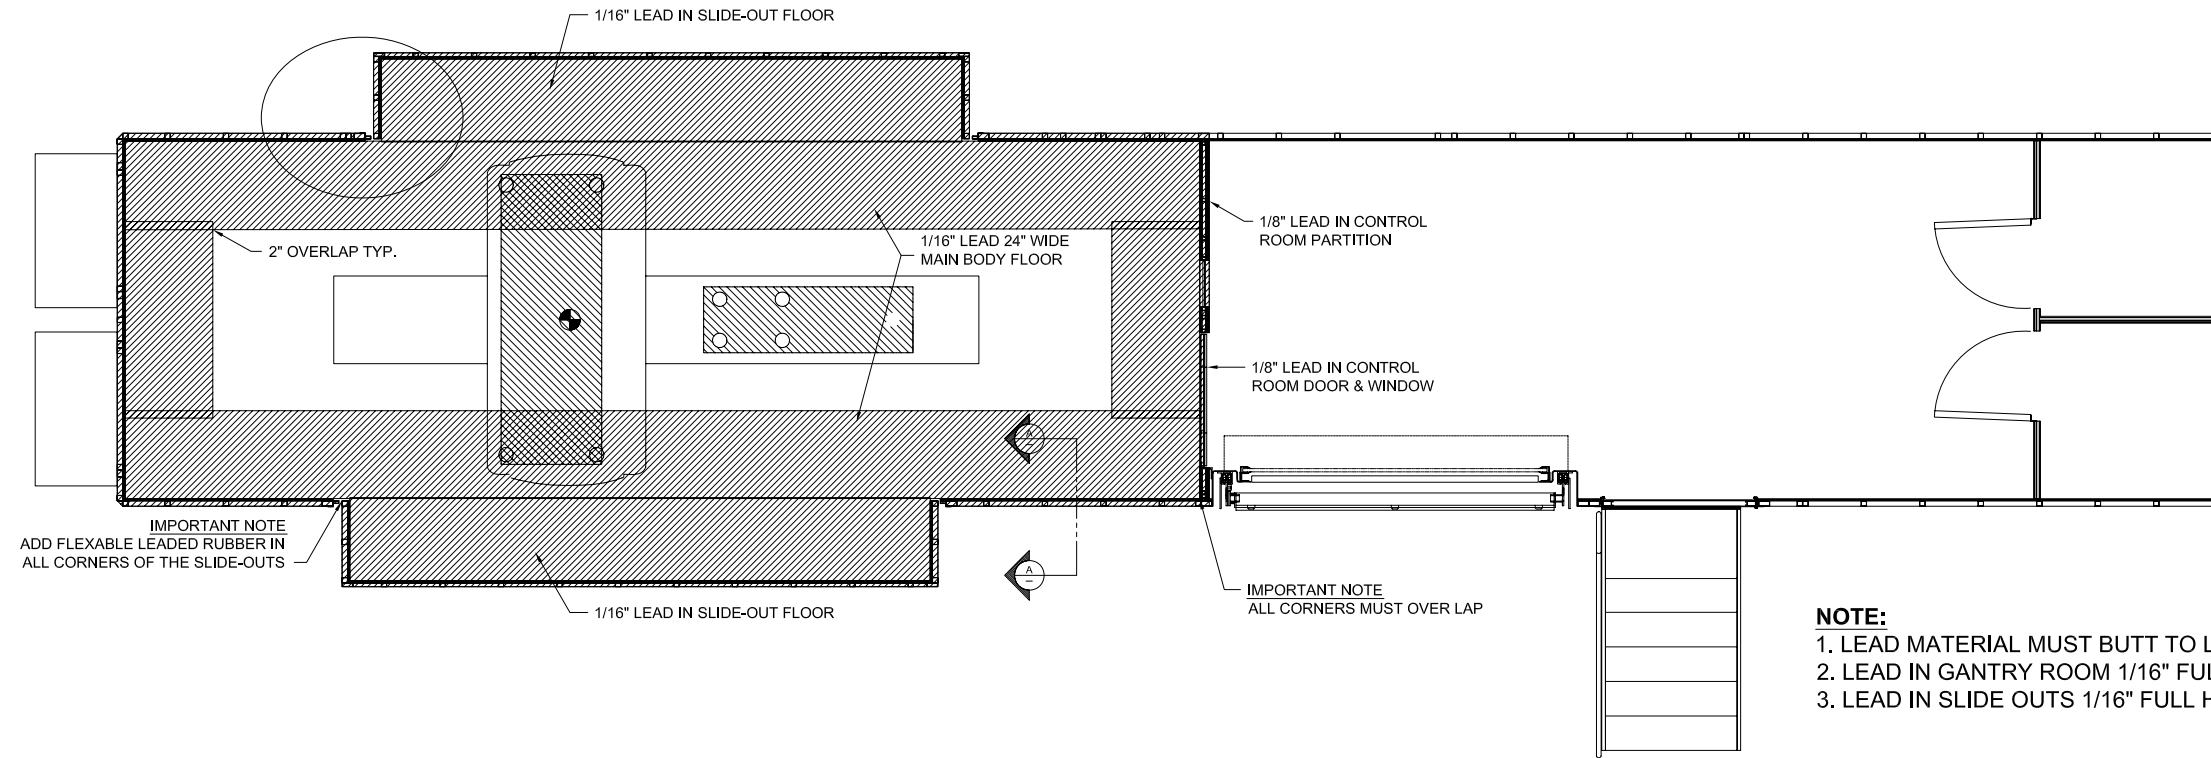 1/16" LEAD IN SLIDE-OUT FLOOR
2" OVERLAP TYP.
1/16" LEAD 24" WIDE
MAIN BODY FLOOR
1/8" LEAD IN CONTROL
ROOM PARTITION
1/8" LEAD IN CONTROL
ROOM DOOR & WINDOW
A
A
IMPORTANT NOTE
ADD FLEXABLE LEADED RUBBER IN
ALL CORNERS OF THE SLIDE-OUTS
1/16" LEAD IN SLIDE-OUT FLOOR
IMPORTANT NOTE
ALL CORNERS MUST OVER LAP
NOTE:
1. LEAD MATERIAL MUST BUTT TO
2. LEAD IN GANTRY ROOM 1/16"
3. LEAD IN SLIDE OUTS 1/16" FULL